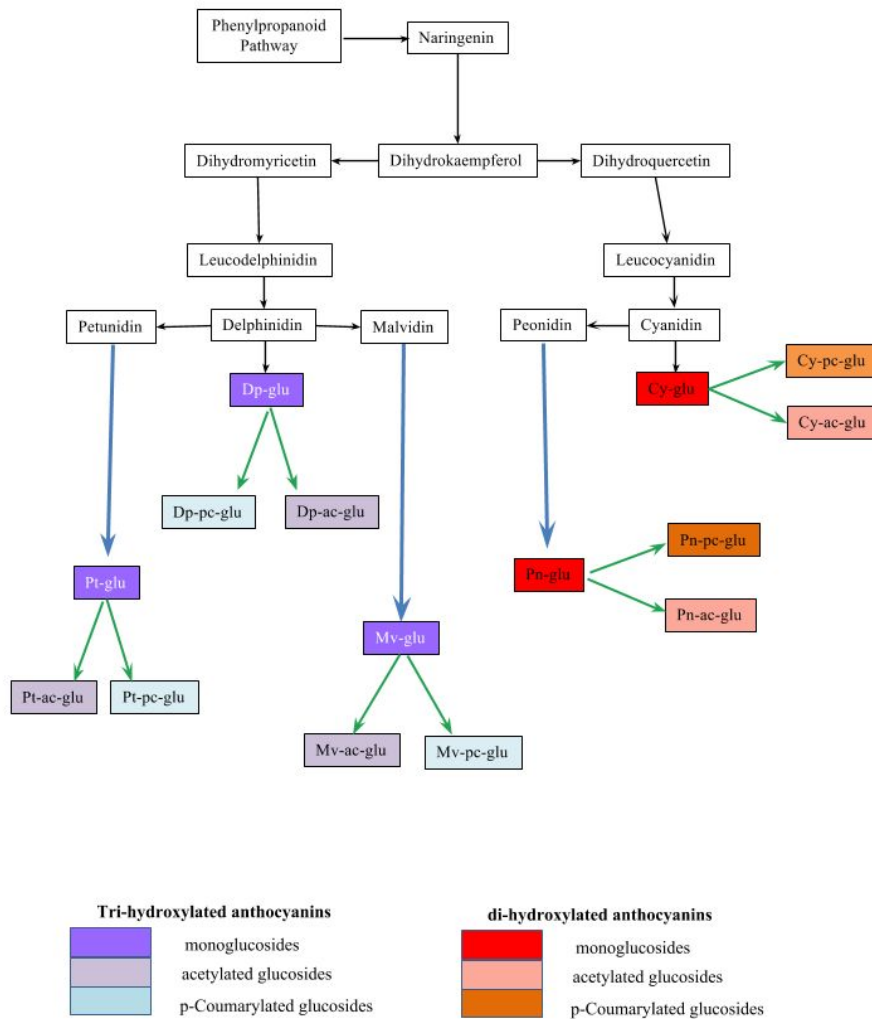 Phenylpropanoid
Pathway
Naringenin
Dihydromyricetin
Dihydrokaempferol
Dihydroquercetin
Leucodelphinidin
Leucocyanidin
Petunidin
Delphinidin
Malvidin
Peonidin
Cyanidin
Dp-glu
Cy-glu
Cy-pc-glu
Cy-ac-glu
Dp-pc-glu
Dp-ac-glu
Pn-pc-glu
Pt-glu
Pn-glu
Pn-ac-glu
Mv-glu
Pt-ac-glu
Pt-pc-glu
Mv-ac-glu
Mv-pc-glu
Tri-hydroxylated anthocyanins
monoglucosides
acetylated glucosides
p-Coumarylated glucosides
di-hydroxylated anthocyanins
monoglucosides
acetylated glucosides
p-Coumarylated glucosides